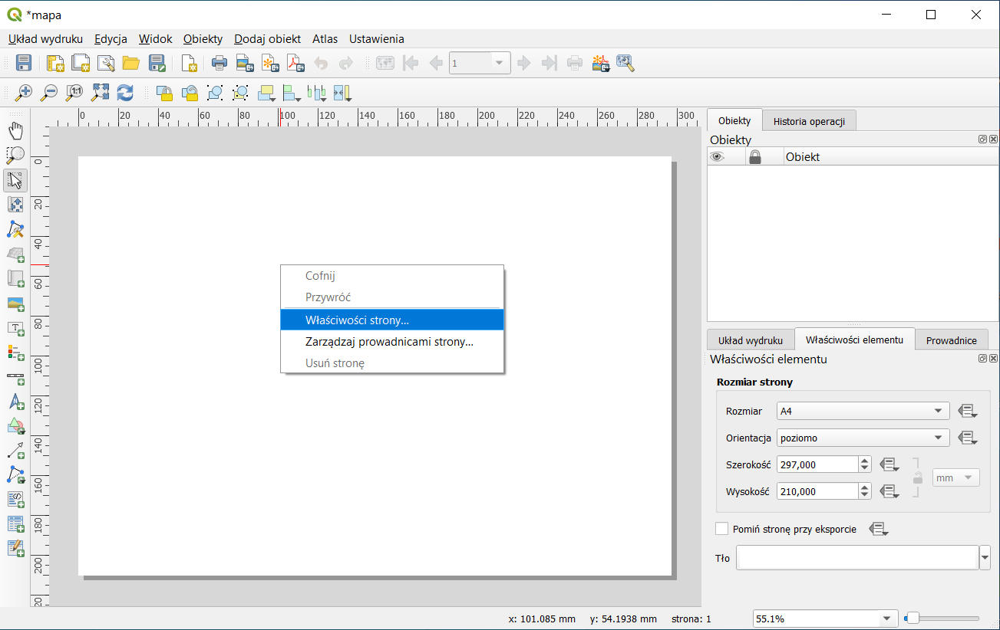 *mapa
Układ wydruku Edycja Widok Obiekty Dodaj obiekt Atlas Ustawienia
1
1:1
0 20 40 60 80 100 120 140 160 180 200 220 240 260 280 300
0
20
40
60
80
100
120
140
160
180
200
20
Cofnij
Przywróć
Właściwości strony...
Zarządzaj prowadnicami strony...
Usuń stronę
Obiekty Historia operacji
Obiekty
Obiekt
Układ wydruku Właściwości elementu Prowadnice
Właściwości elementu
Rozmiar strony
Rozmiar A4
Orientacja poziomo
Szerokość 297,000
mm
Wysokość 210,000
Pomiń stronę przy eksporcie
Tło
x: 101.085 mm y: 54.1938 mm strona: 1 55.1%